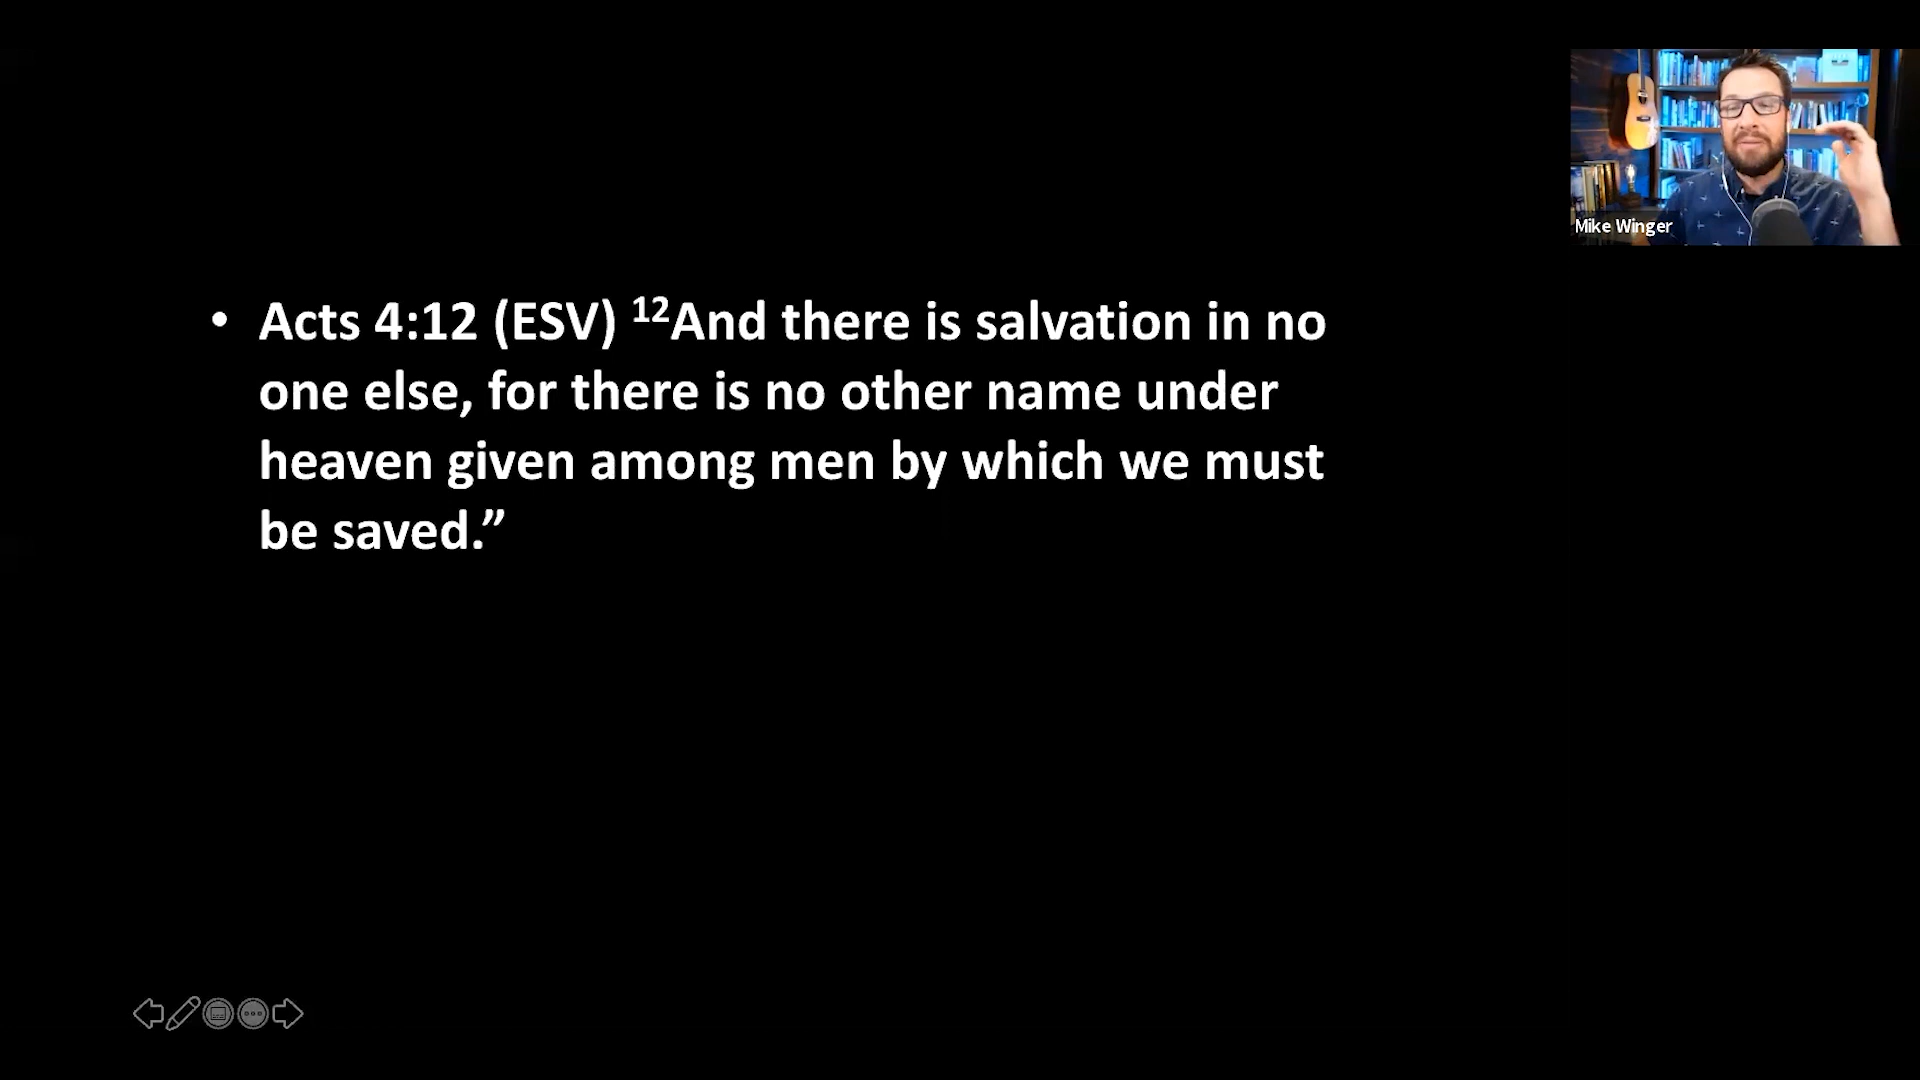 Mike Winger
• Acts 4:12 (ESV) ¹²And there is salvation in no
one else, for there is no other name under
heaven given among men by which we must
be saved.”